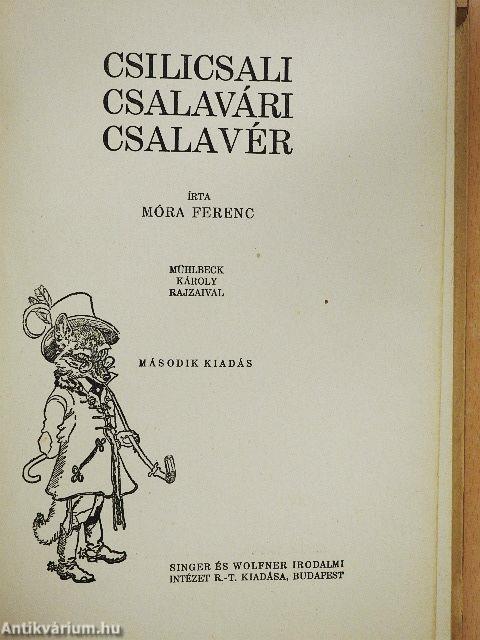 CSILICSALI
CSALAVÁRI
CSALAVÉR
ÍRTA
MÓRA FERENC
MÜHLBECK
KÁROLY
RAJZAIVAL
MÁSODIK KIADÁS
SINGER ÉS WOLFNER IRODALMI
INTÉZET R.-T. KIADÁSA, BUDAPEST
Antikvárium.hu